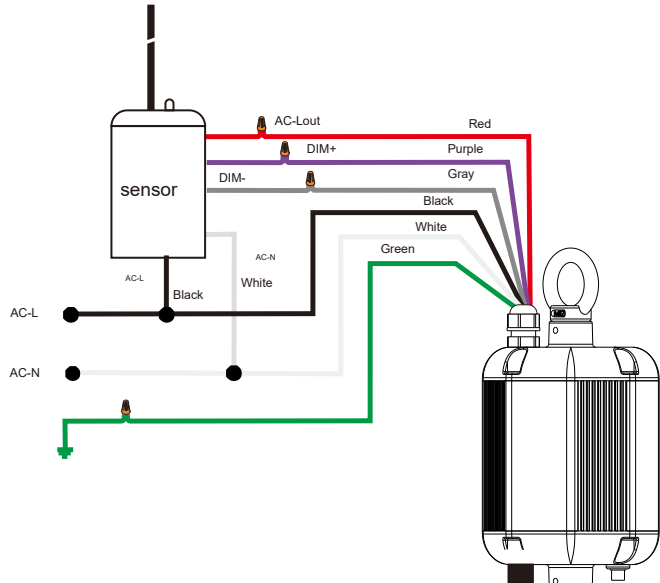 AC-Lout
Red
DIM+
Purple
DIM-
Gray
sensor
Black
White
Green
AC-N
AC-L
White
Black
AC-L
AC-N